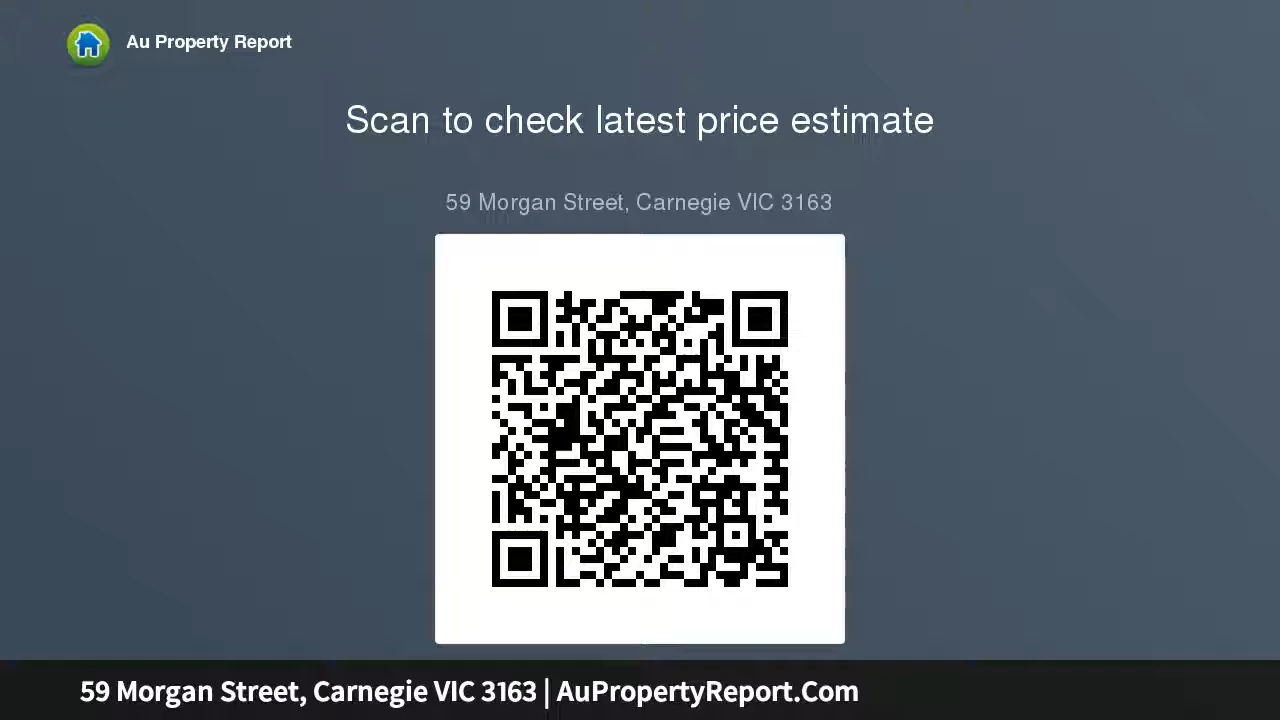 Au Property Report
Scan to check latest price estimate
59 Morgan Street, Carnegie VIC 3163
59 Morgan Street, Carnegie VIC 3163 | AuPropertyReport.Com